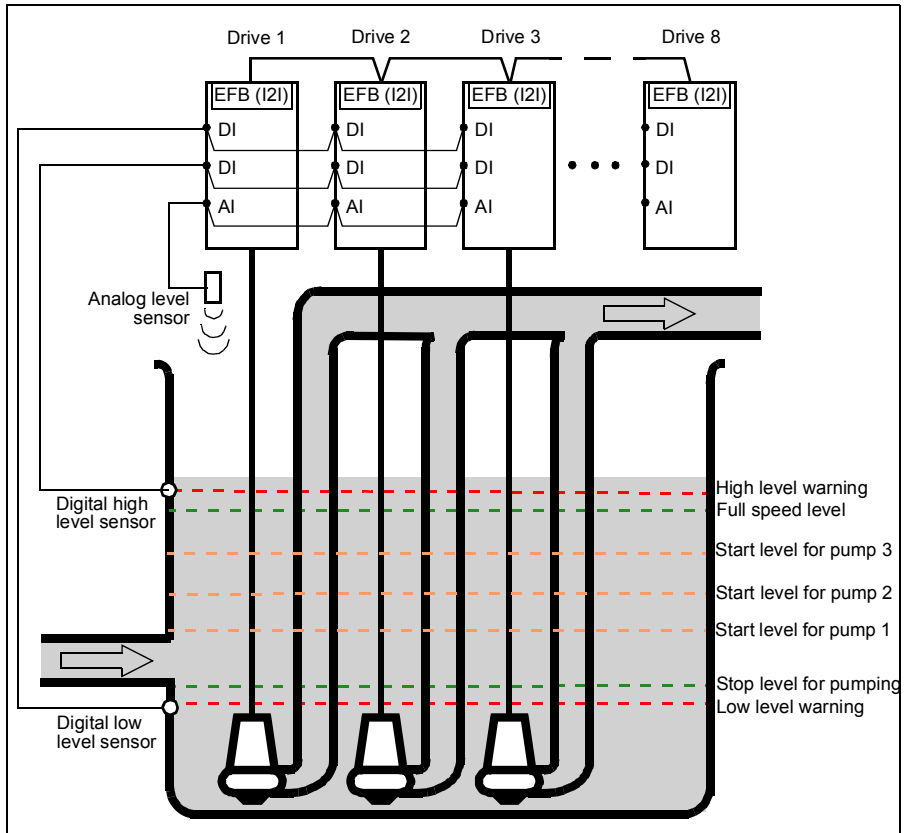 Drive 1 Drive 2 Drive 3 Drive 8
EFB (I2I) EFB (I2I) EFB (I2I) EFB (I2I)
DI DI DI DI
DI DI DI DI
AI AI AI AI
Analog level
sensor
Digital high
level sensor
High level warning
Full speed level
Start level for pump 3
Start level for pump 2
Start level for pump 1
Stop level for pumping
Low level warning
Digital low
level sensor